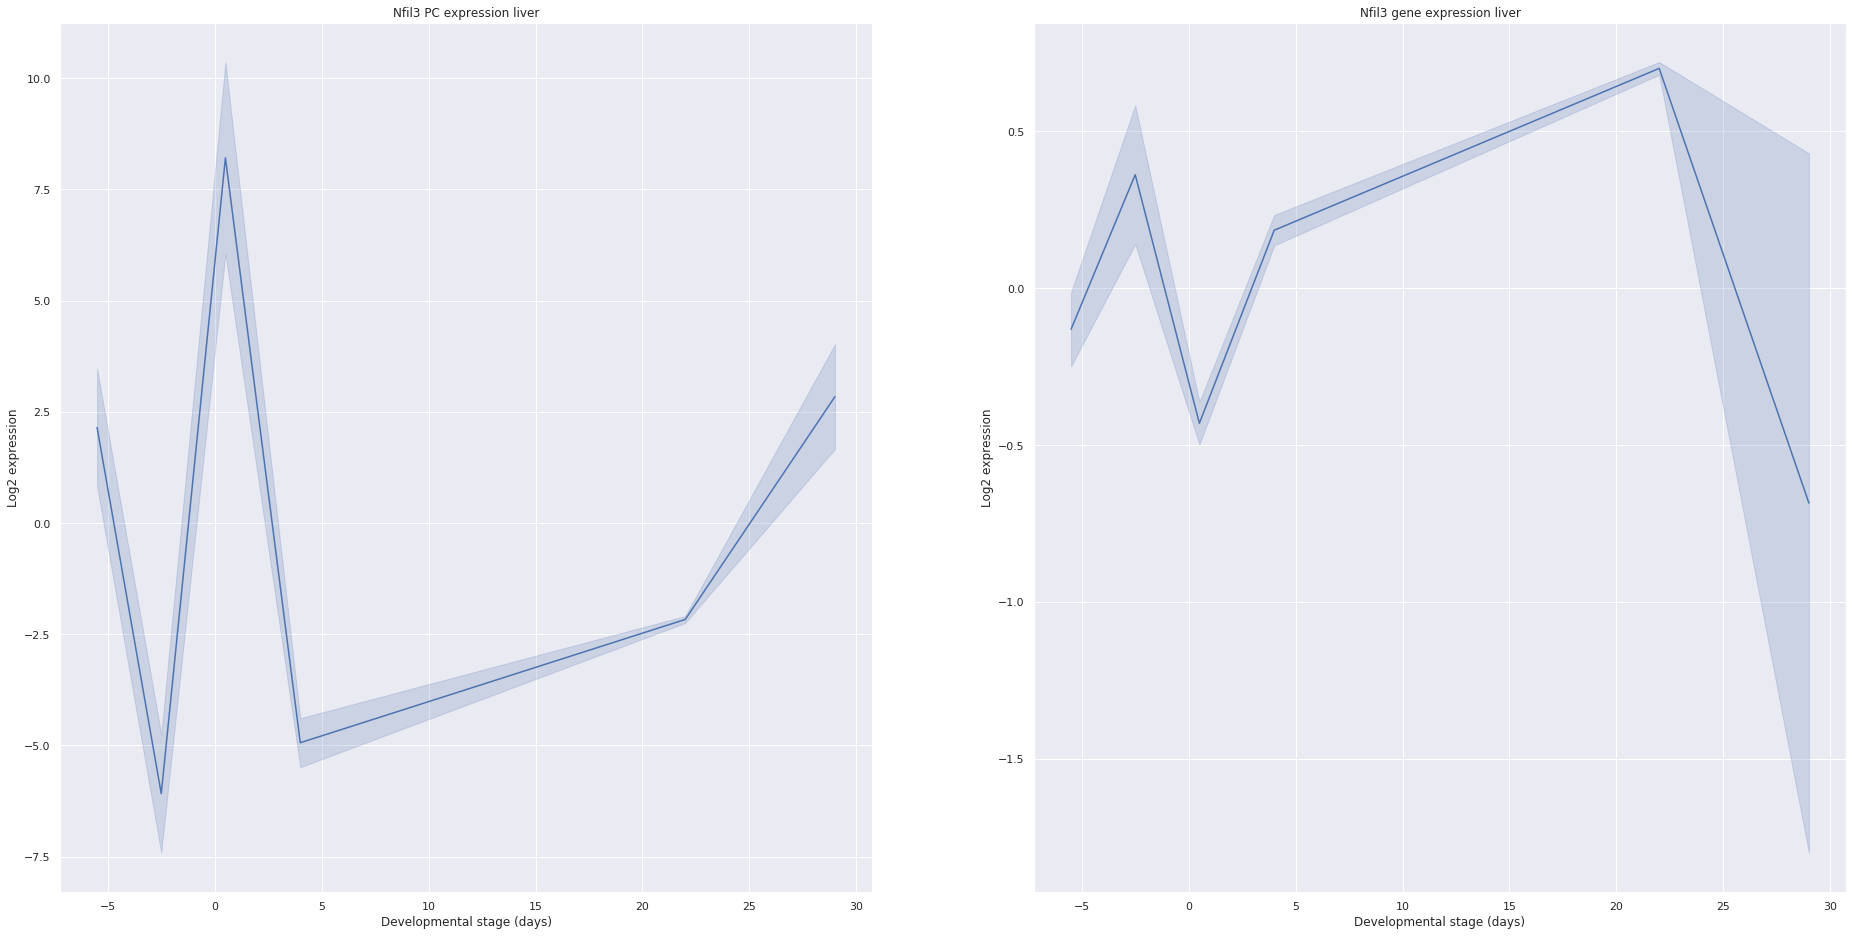 Nfil3 PC expression liver
Log2 expression
10.0
7.5
5.0
2.5
0.0
−2.5
−5.0
−7.5
−5 0 5 10 15 20 25 30
Developmental stage (days)
Nfil3 gene expression liver
Log2 expression
0.5
0.0
−0.5
−1.0
−1.5
−5 0 5 10 15 20 25 30
Developmental stage (days)